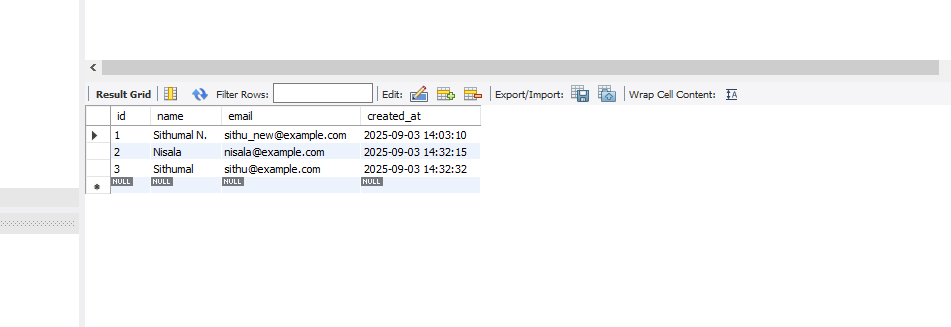 Result Grid Filter Rows: Edit: Export/Import: Wrap Cell Content: IA
id name email created_at
1 Sithumal N. sithu_new@example.com 2025-09-03 14:03:10
2 Nisala nisala@example.com 2025-09-03 14:32:15
3 Sithumal sithu@example.com 2025-09-03 14:32:32
NULL NULL NULL NULL